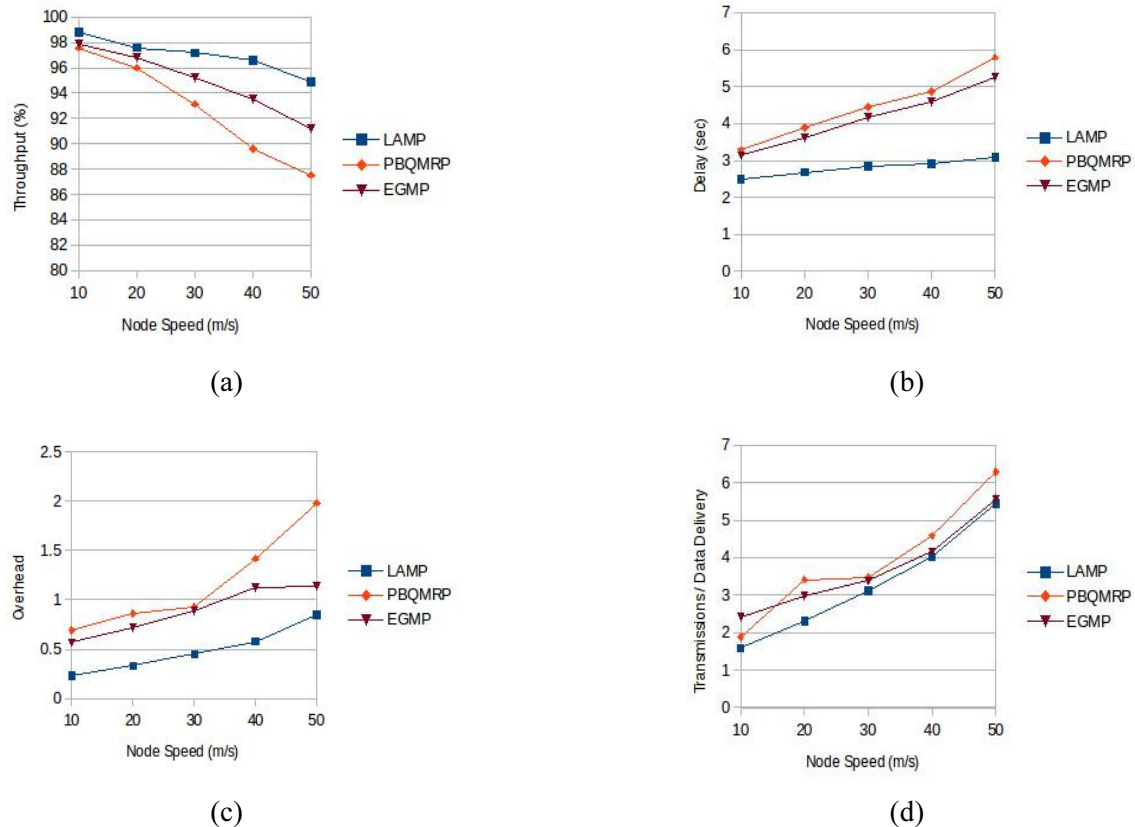 Throughput (%)
100
98
96
94
92
90
88
86
84
82
80
10 20 30 40 50
Node Speed (m/s)
LAMP
PBQMRP
EGMP
(a)
Delay (sec)
7
6
5
4
3
2
1
0
10 20 30 40 50
Node Speed (m/s)
LAMP
PBQMRP
EGMP
(b)
Overhead
2.5
2
1.5
1
0.5
0
10 20 30 40 50
Node Speed (m/s)
LAMP
PBQMRP
EGMP
(c)
Transmissions/ Data Delivery
7
6
5
4
3
2
1
0
10 20 30 40 50
Node Speed (m/s)
LAMP
PBQMRP
EGMP
(d)